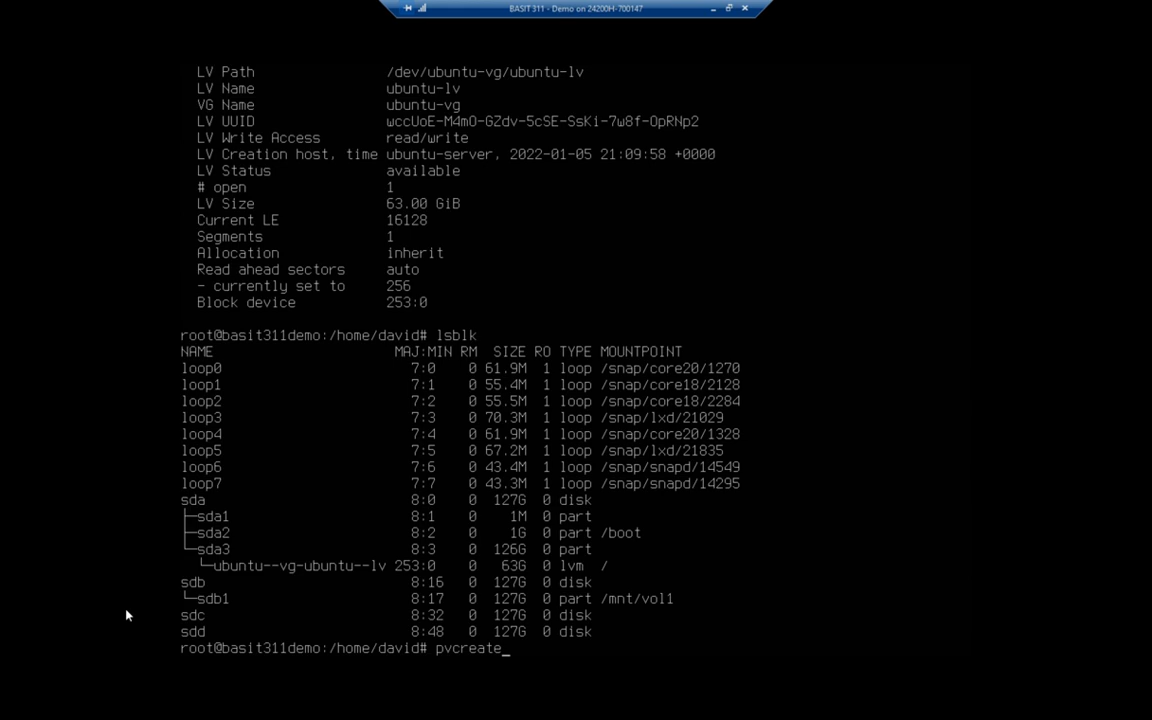 BASIT 311 - Demo on 24200H-700147
LV Path                /dev/ubuntu-vg/ubuntu-lv
LV Name                ubuntu-lv
VG Name                ubuntu-vg
LV UUID                wccUoE-M4mO-GZdv-5cSE-SsKi-7w8f-OpRNp2
LV Write Access        read/write
LV Creation host, time ubuntu-server, 2022-01-05 21:09:58 +0000
LV Status              available
# open                 1
LV Size                63.00 GiB
Current LE             16128
Segments               1
Allocation             inherit
Read ahead sectors     auto
- currently set to     256
Block device           253:0
root@basit311demo:/home/david# lsblk
NAME                      MAJ:MIN RM  SIZE RO TYPE MOUNTPOINT
loop0                       7:0    0 61.9M  1 loop /snap/core20/1270
loop1                       7:1    0 55.4M  1 loop /snap/core18/2128
loop2                       7:2    0 55.5M  1 loop /snap/core18/2284
loop3                       7:3    0 70.3M  1 loop /snap/lxd/21029
loop4                       7:4    0 61.9M  1 loop /snap/core20/1328
loop5                       7:5    0 67.2M  1 loop /snap/lxd/21835
loop6                       7:6    0 43.4M  1 loop /snap/snapd/14549
loop7                       7:7    0 43.3M  1 loop /snap/snapd/14295
sda                         8:0    0  127G  0 disk
├─sda1                      8:1    0    1M  0 part
├─sda2                      8:2    0    1G  0 part /boot
└─sda3                      8:3    0  126G  0 part
  └─ubuntu--vg-ubuntu--lv 253:0    0   63G  0 lvm  /
sdb                         8:16   0  127G  0 disk
└─sdb1                      8:17   0  127G  0 part /mnt/vol1
sdc                         8:32   0  127G  0 disk
sdd                         8:48   0  127G  0 disk
root@basit311demo:/home/david# pvcreate_